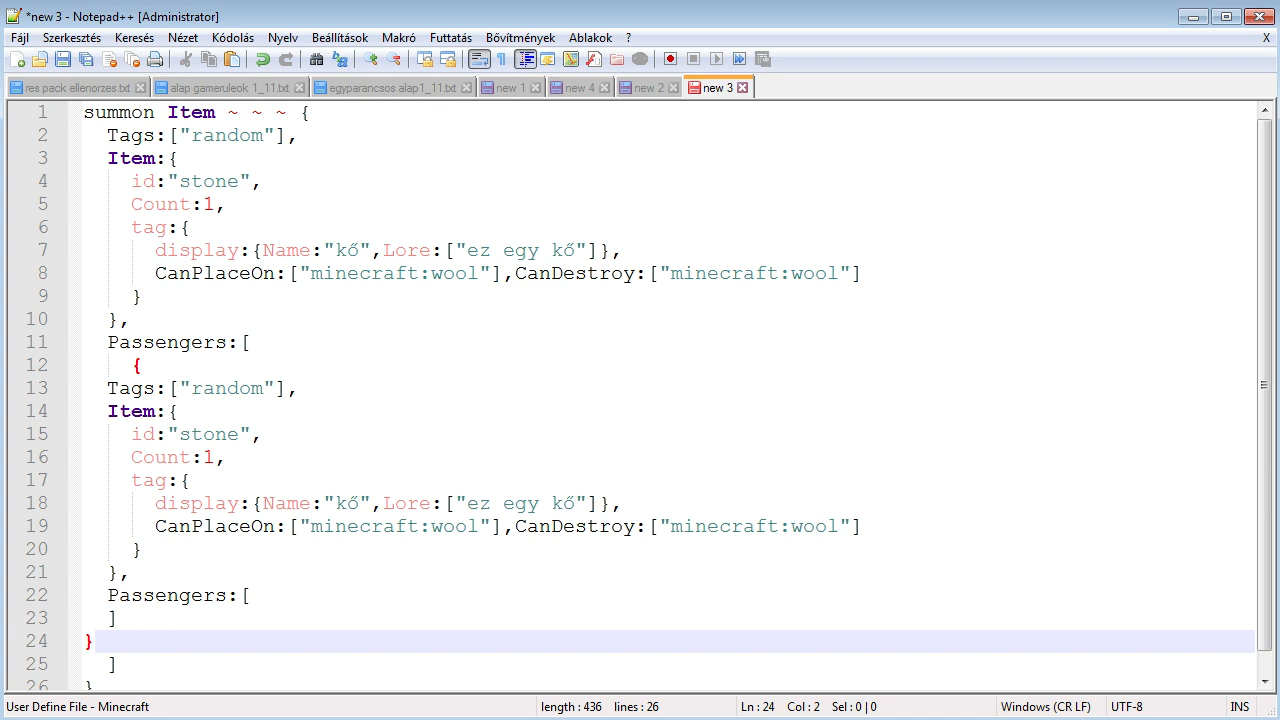 *new 3 - Notepad++ [Administrator]
Fájl Szerkesztés Keresés Nézet Kódolás Nyelv Beállítások Makró Futtatás Bővítmények Ablakok ? X
res pack ellenorzes.txt alap gameruleok 1_11.txt egyparancsos alap1_11.txt new 1 new 4 new 2 new 3
1 summon Item ~ ~ ~ {
2 Tags:["random"],
3 Item:{
4 id:"stone",
5 Count:1,
6 tag:{
7 display:{Name:"kő",Lore:["ez egy kő"]},
8 CanPlaceOn:["minecraft:wool"],CanDestroy:["minecraft:wool"]
9 }
10 },
11 Passengers:[
12 {
13 Tags:["random"],
14 Item:{
15 id:"stone",
16 Count:1,
17 tag:{
18 display:{Name:"kő",Lore:["ez egy kő"]},
19 CanPlaceOn:["minecraft:wool"],CanDestroy:["minecraft:wool"]
20 }
21 },
22 Passengers:[
23 ]
24 }
25 ]
26 }
User Define File - Minecraft length : 436 lines : 26 Ln : 24 Col : 2 Sel : 0 | 0 Windows (CR LF) UTF-8 INS